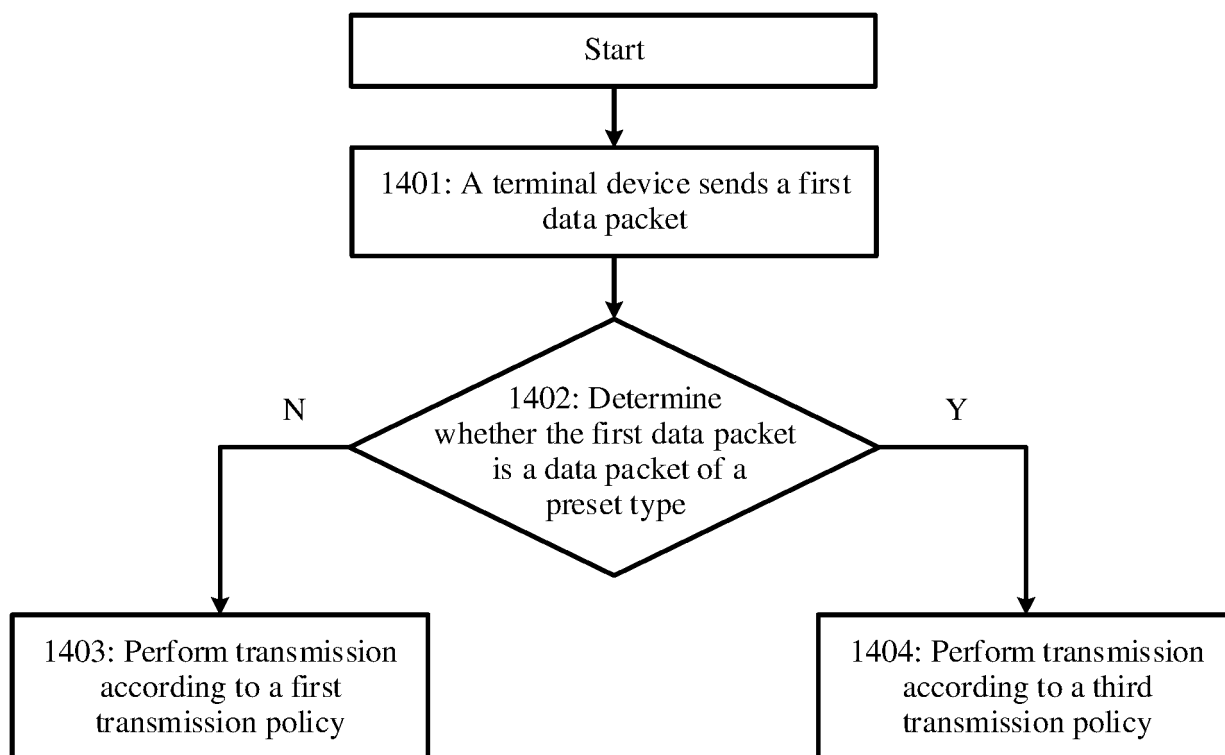 Start
1401: A terminal device sends a first
data packet
1402: Determine
whether the first data packet
is a data packet of a
preset type
N
Y
1403: Perform transmission
according to a first
transmission policy
1404: Perform transmission
according to a third
transmission policy